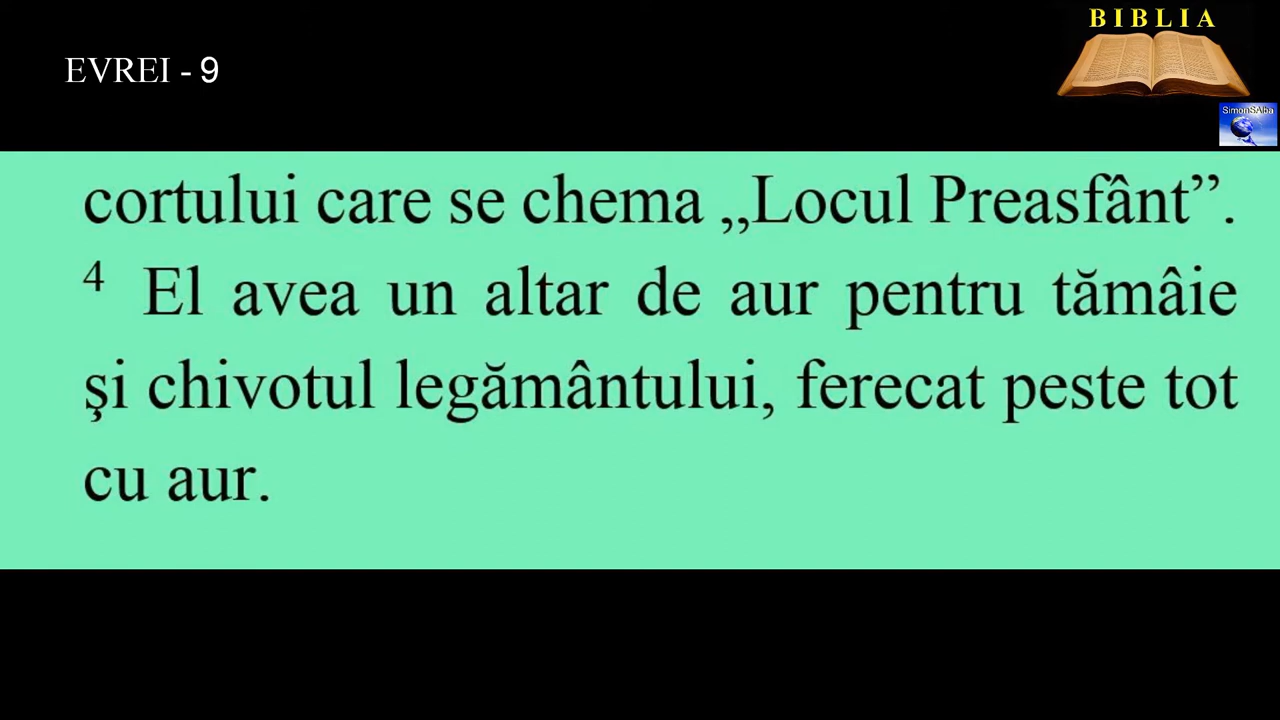 BIBLIA
EVREI - 9
SimonSAlba
cortului care se chema „Locul Preasfânt”.
4 El avea un altar de aur pentru tămâie
şi chivotul legământului, ferecat peste tot
cu aur.